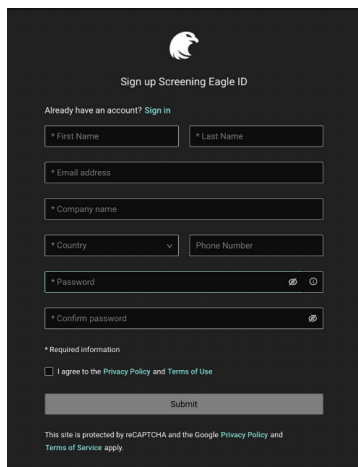 Sign up Screening Eagle ID
Already have an account? Sign in
* First Name
* Last Name
* Email address
* Company name
* Country
Phone Number
* Password
* Confirm password
* Required information
I agree to the Privacy Policy and Terms of Use
Submit
This site is protected by reCAPTCHA and the Google Privacy Policy and
Terms of Service apply.